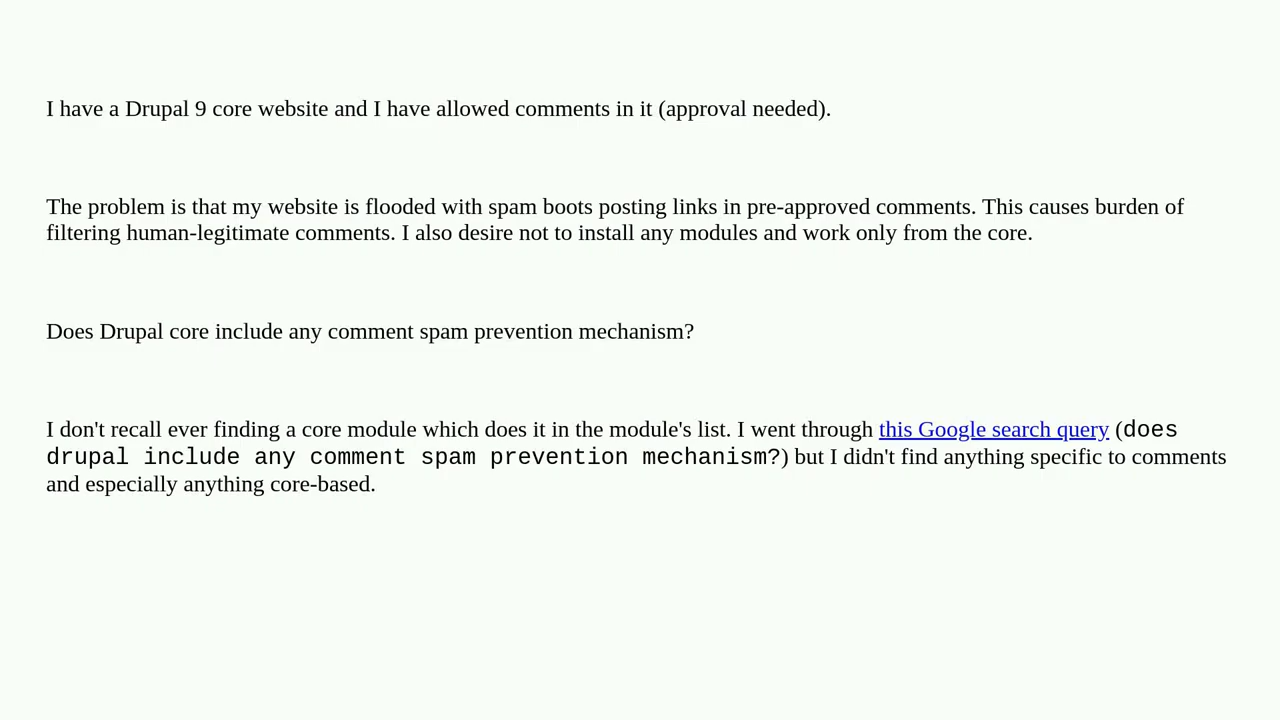 I have a Drupal 9 core website and I have allowed comments in it (approval needed).
The problem is that my website is flooded with spam boots posting links in pre-approved comments. This causes burden of
filtering human-legitimate comments. I also desire not to install any modules and work only from the core.
Does Drupal core include any comment spam prevention mechanism?
I don't recall ever finding a core module which does it in the module's list. I went through this Google search query (does
drupal include any comment spam prevention mechanism?) but I didn't find anything specific to comments
and especially anything core-based.